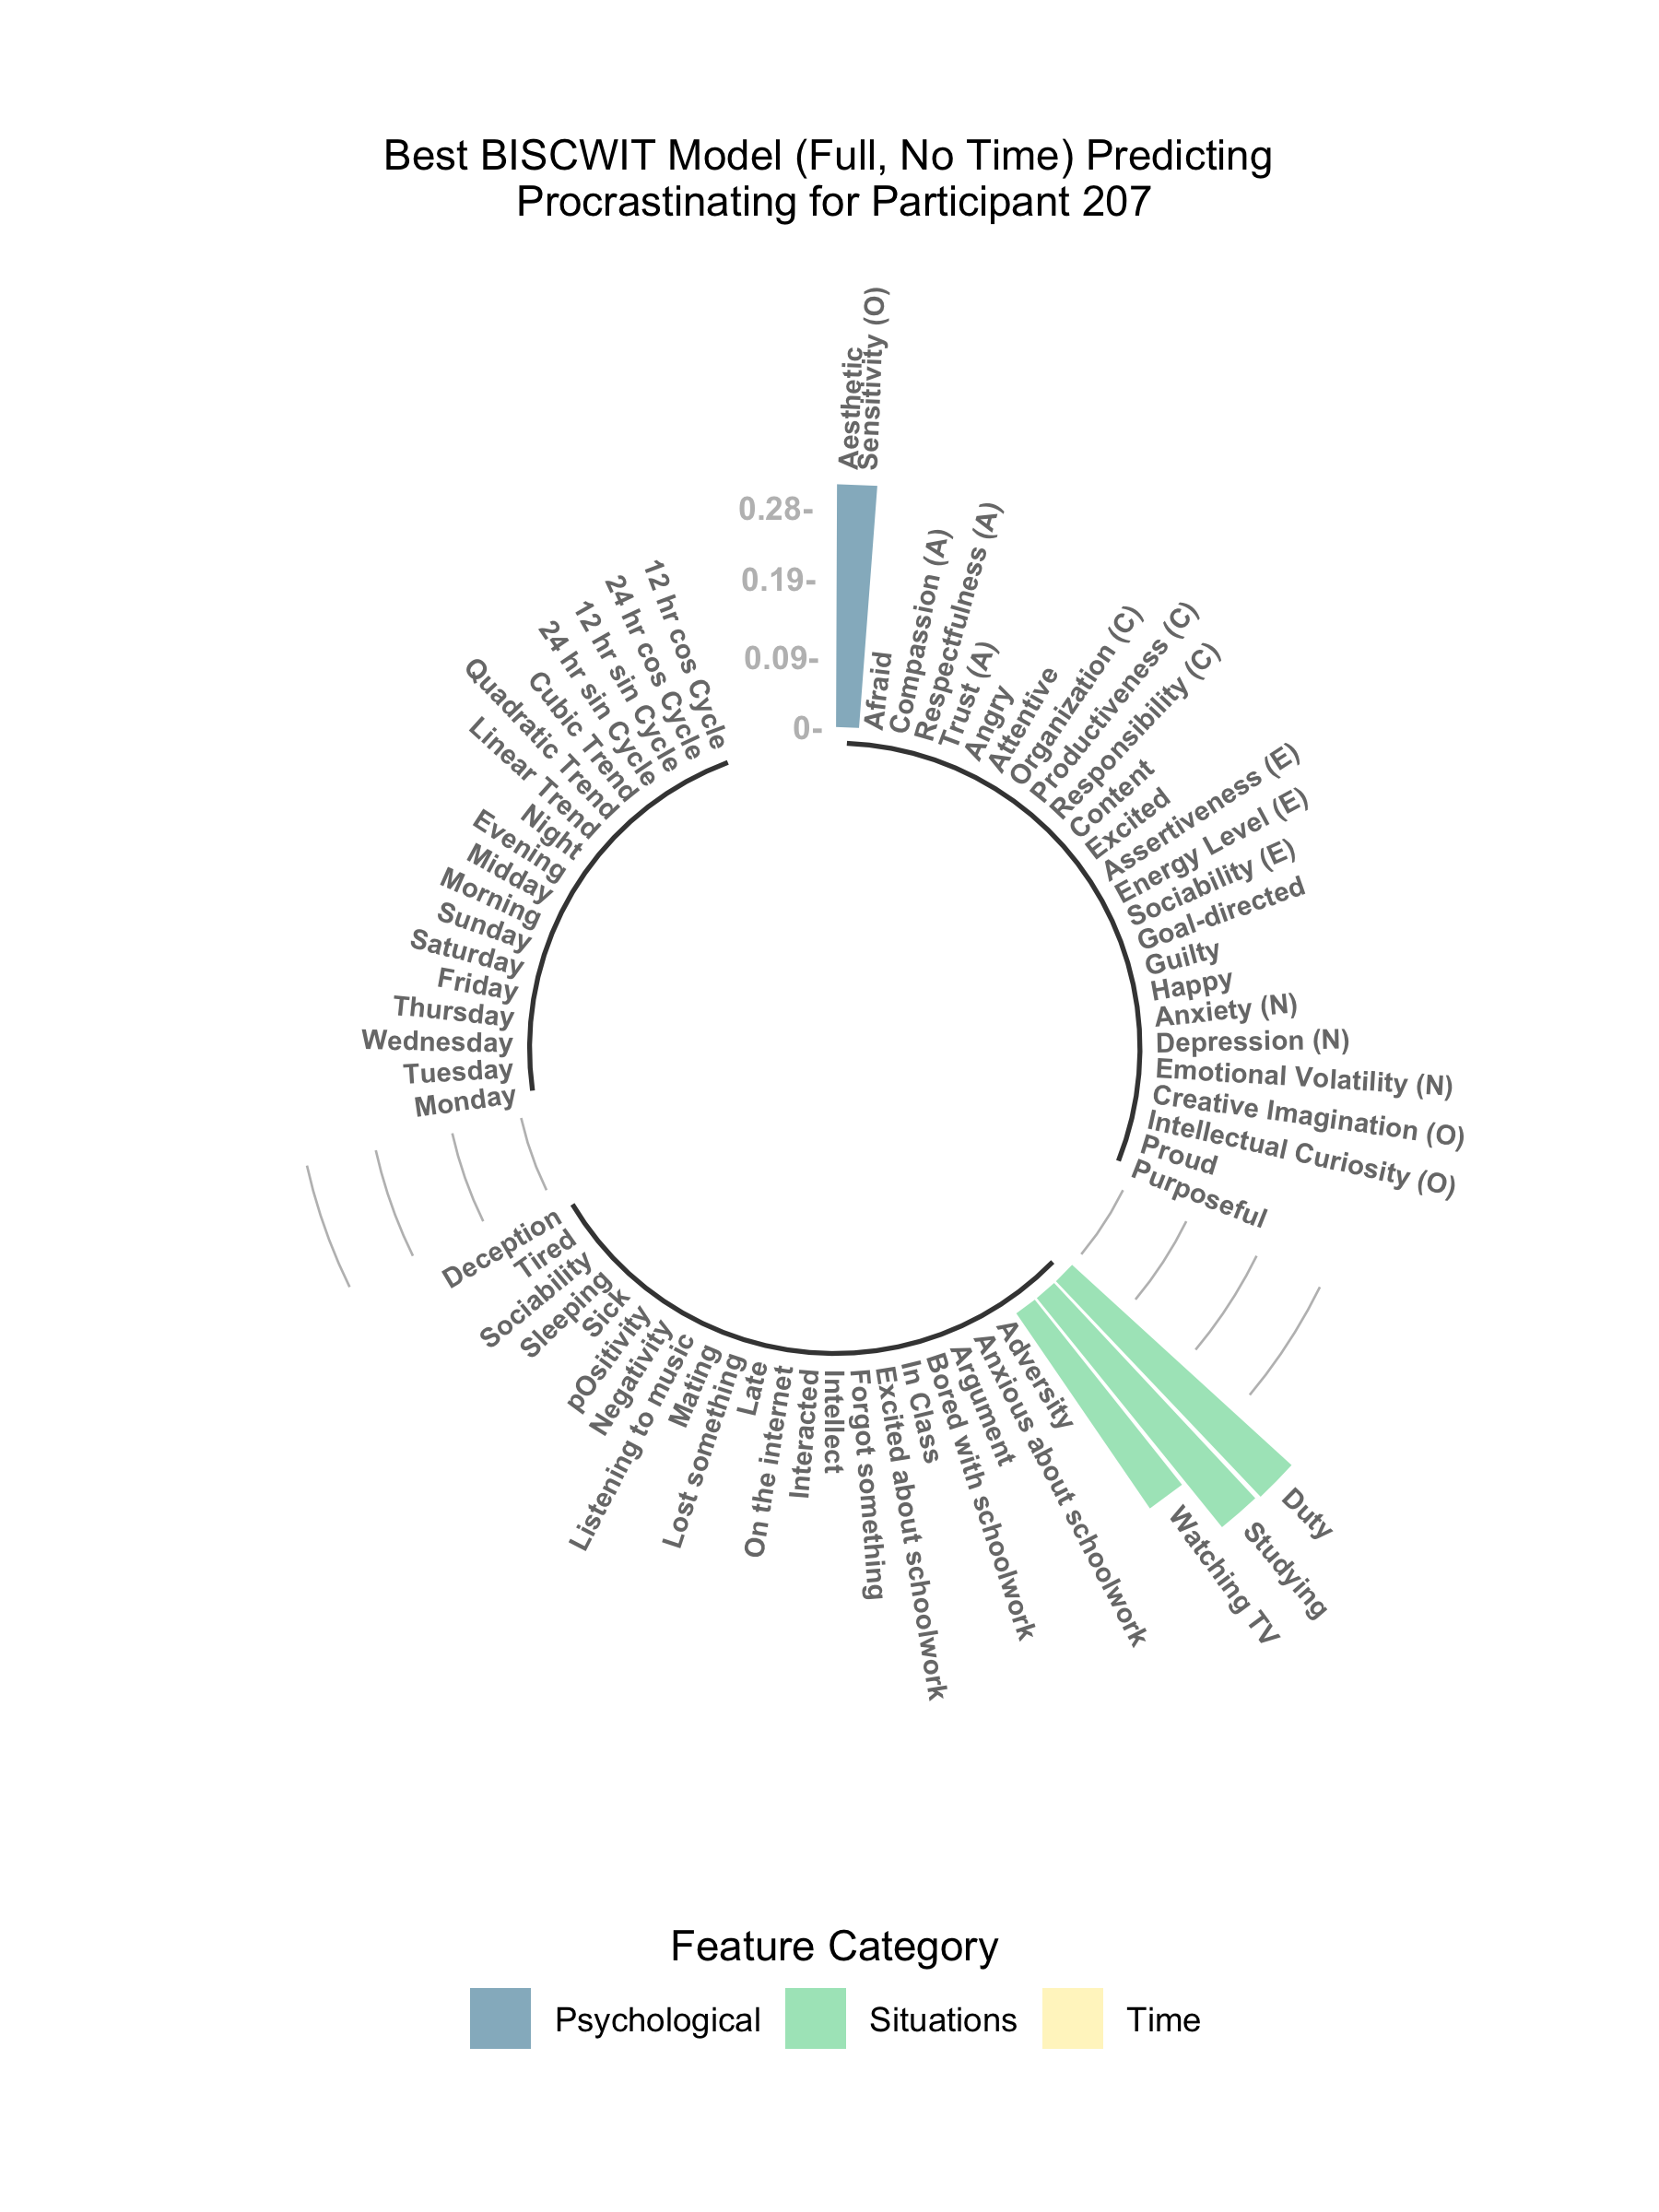 Best BISCWIT Model (Full, No Time) Predicting
Procrastinating for Participant 207
0.28-
0.19-
0.09-
0-
Aesthetic
Sensitivity (O)
Afraid
Compassion (A)
Respectfulness (A)
Trust (A)
Angry
Attentive
Organization (C)
Productiveness (C)
Responsibility (C)
Content
Excited
Assertiveness (E)
Energy Level (E)
Sociability (E)
Goal-directed
Guilty
Happy
Anxiety (N)
Depression (N)
Emotional Volatility (N)
Creative Imagination (O)
Intellectual Curiosity (O)
Proud
Purposeful
Duty
Studying
Watching TV
Adversity
Anxious about schoolwork
Argument
Bored with schoolwork
In Class
Excited about schoolwork
Forgot something
Intellect
Interacted
On the internet
Late
Lost something
Mating
Listening to music
Negativity
pOsitivity
Sick
Sleeping
Sociability
Tired
Deception
Monday
Tuesday
Wednesday
Thursday
Friday
Saturday
Sunday
Morning
Midday
Evening
Night
Linear Trend
Quadratic Trend
Cubic Trend
24 hr sin Cycle
12 hr sin Cycle
24 hr cos Cycle
12 hr cos Cycle
Feature Category
Psychological
Situations
Time